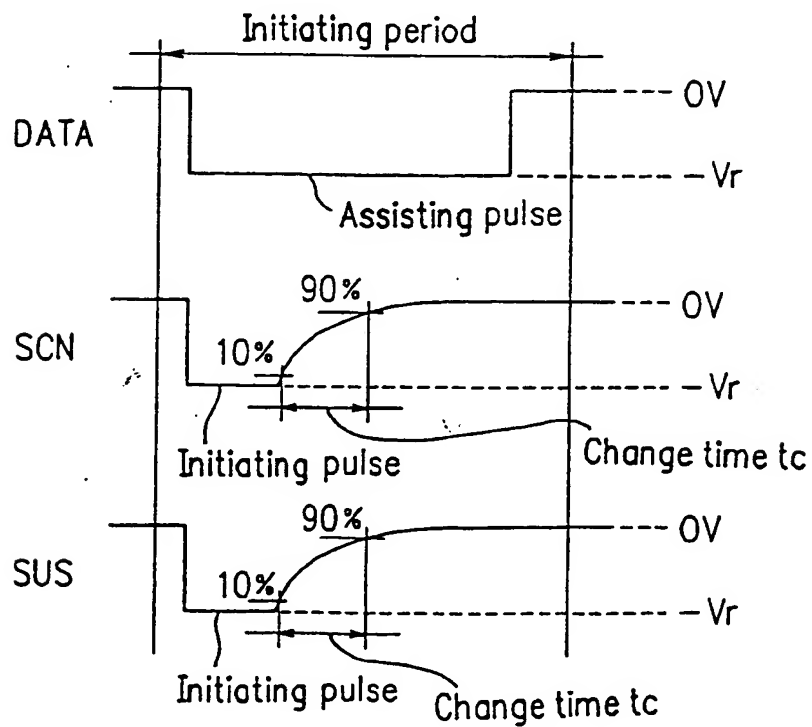 Initiating period
DATA
0V
-Vr
Assisting pulse
90%
0V
SCN
10%
-Vr
Initiating pulse
Change time tc
90%
0V
SUS
10%
-Vr
Initiating pulse
Change time tc